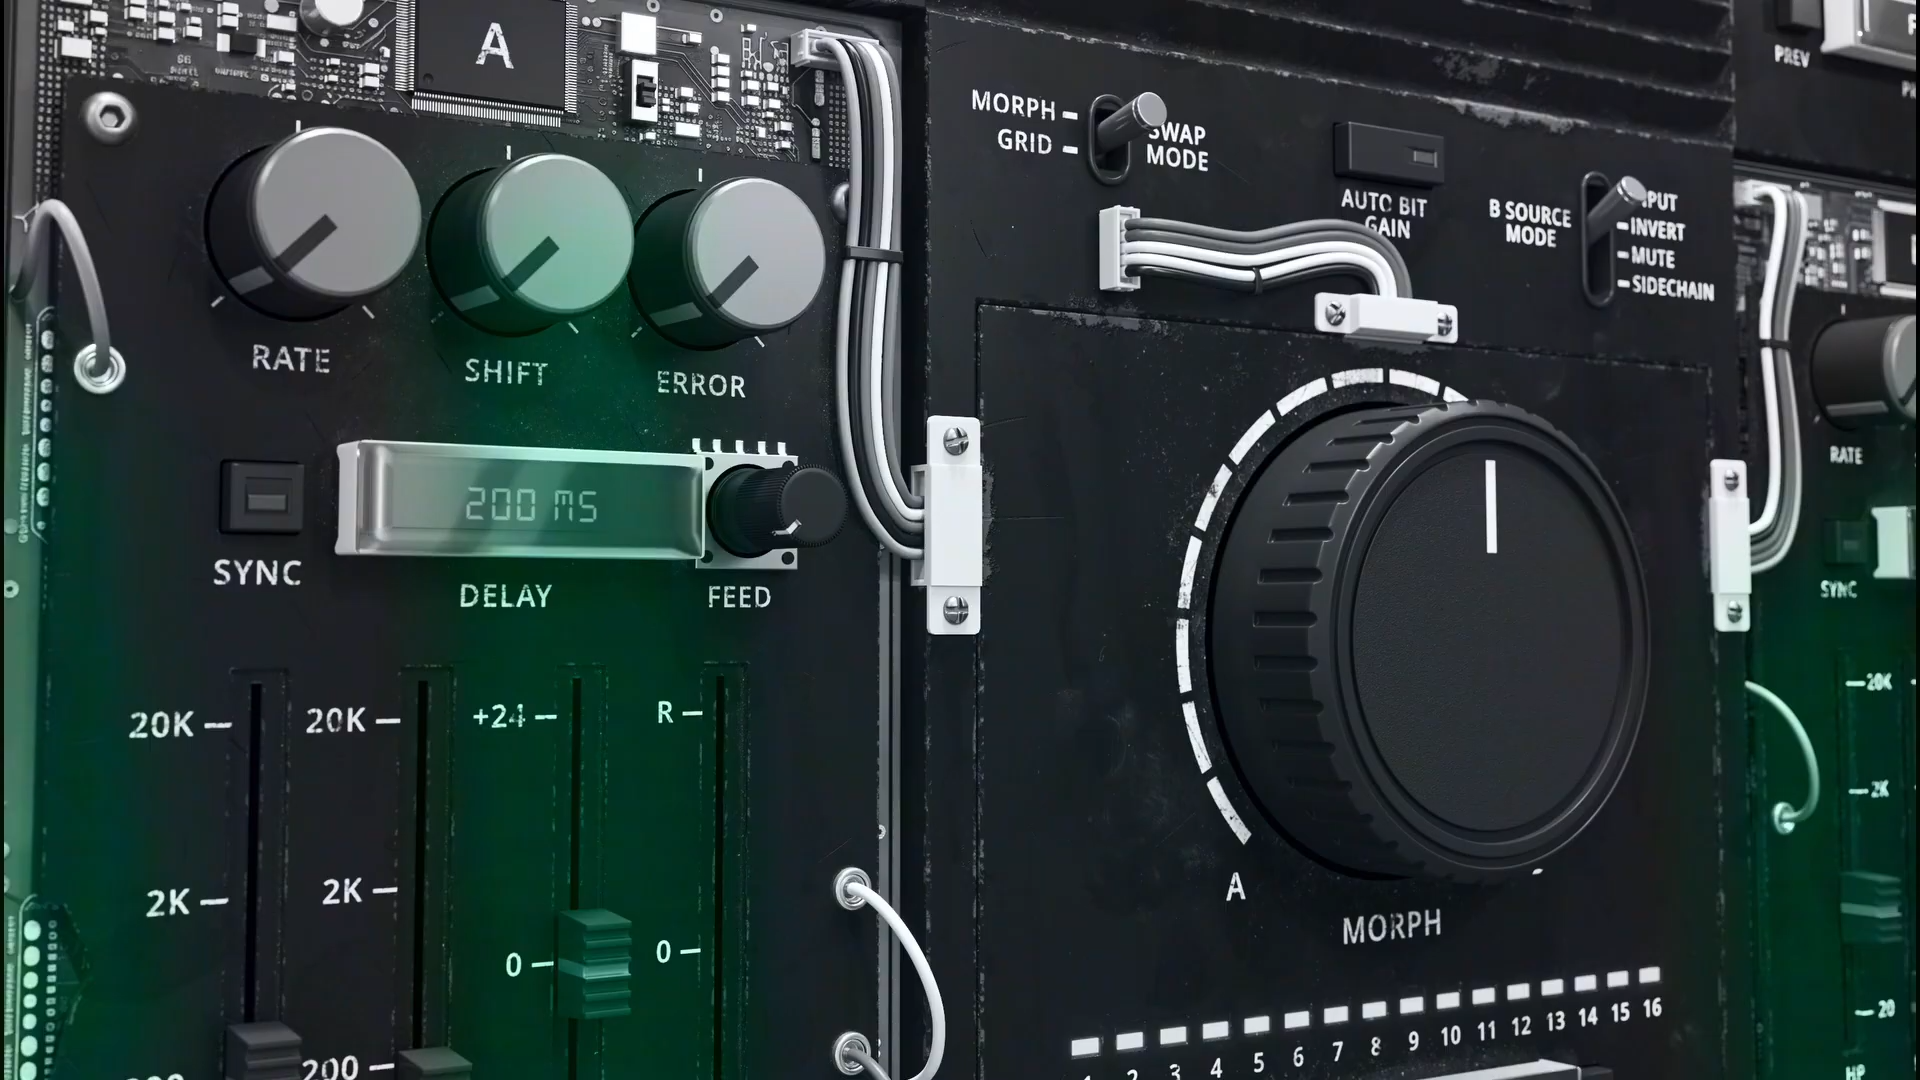 A
MORPH
GRID
SWAP
MODE
AUTO BIT
GAIN
B SOURCE
MODE
INVERT
MUTE
SIDECHAIN
PREV
RATE
SHIFT
ERROR
SYNC
200 MS
DELAY
FEED
20K
20K
+24
R
2K
2K
0
0
200
A
MORPH
3
4
5
6
7
8
9
10
11
12
13
14
15
16
RATE
SYNC
20K
2K
20
HP